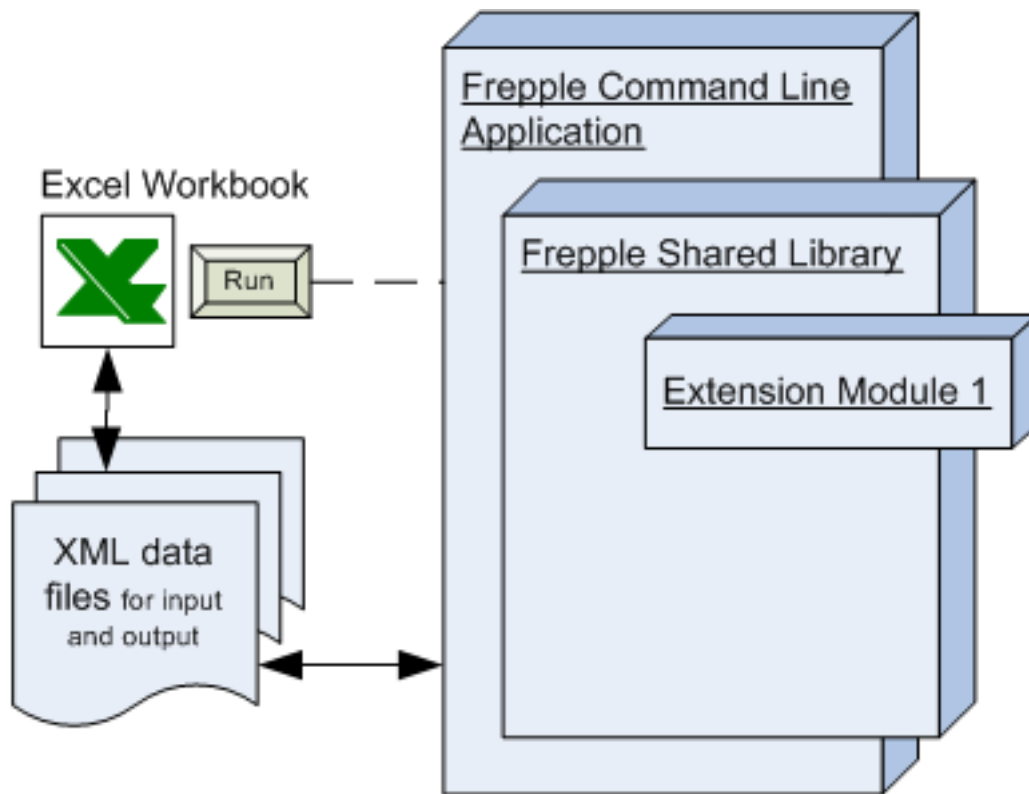 Frepple Command Line
Application
Excel Workbook
Run
Frepple Shared Library
Extension Module 1
XML data
files for input
and output